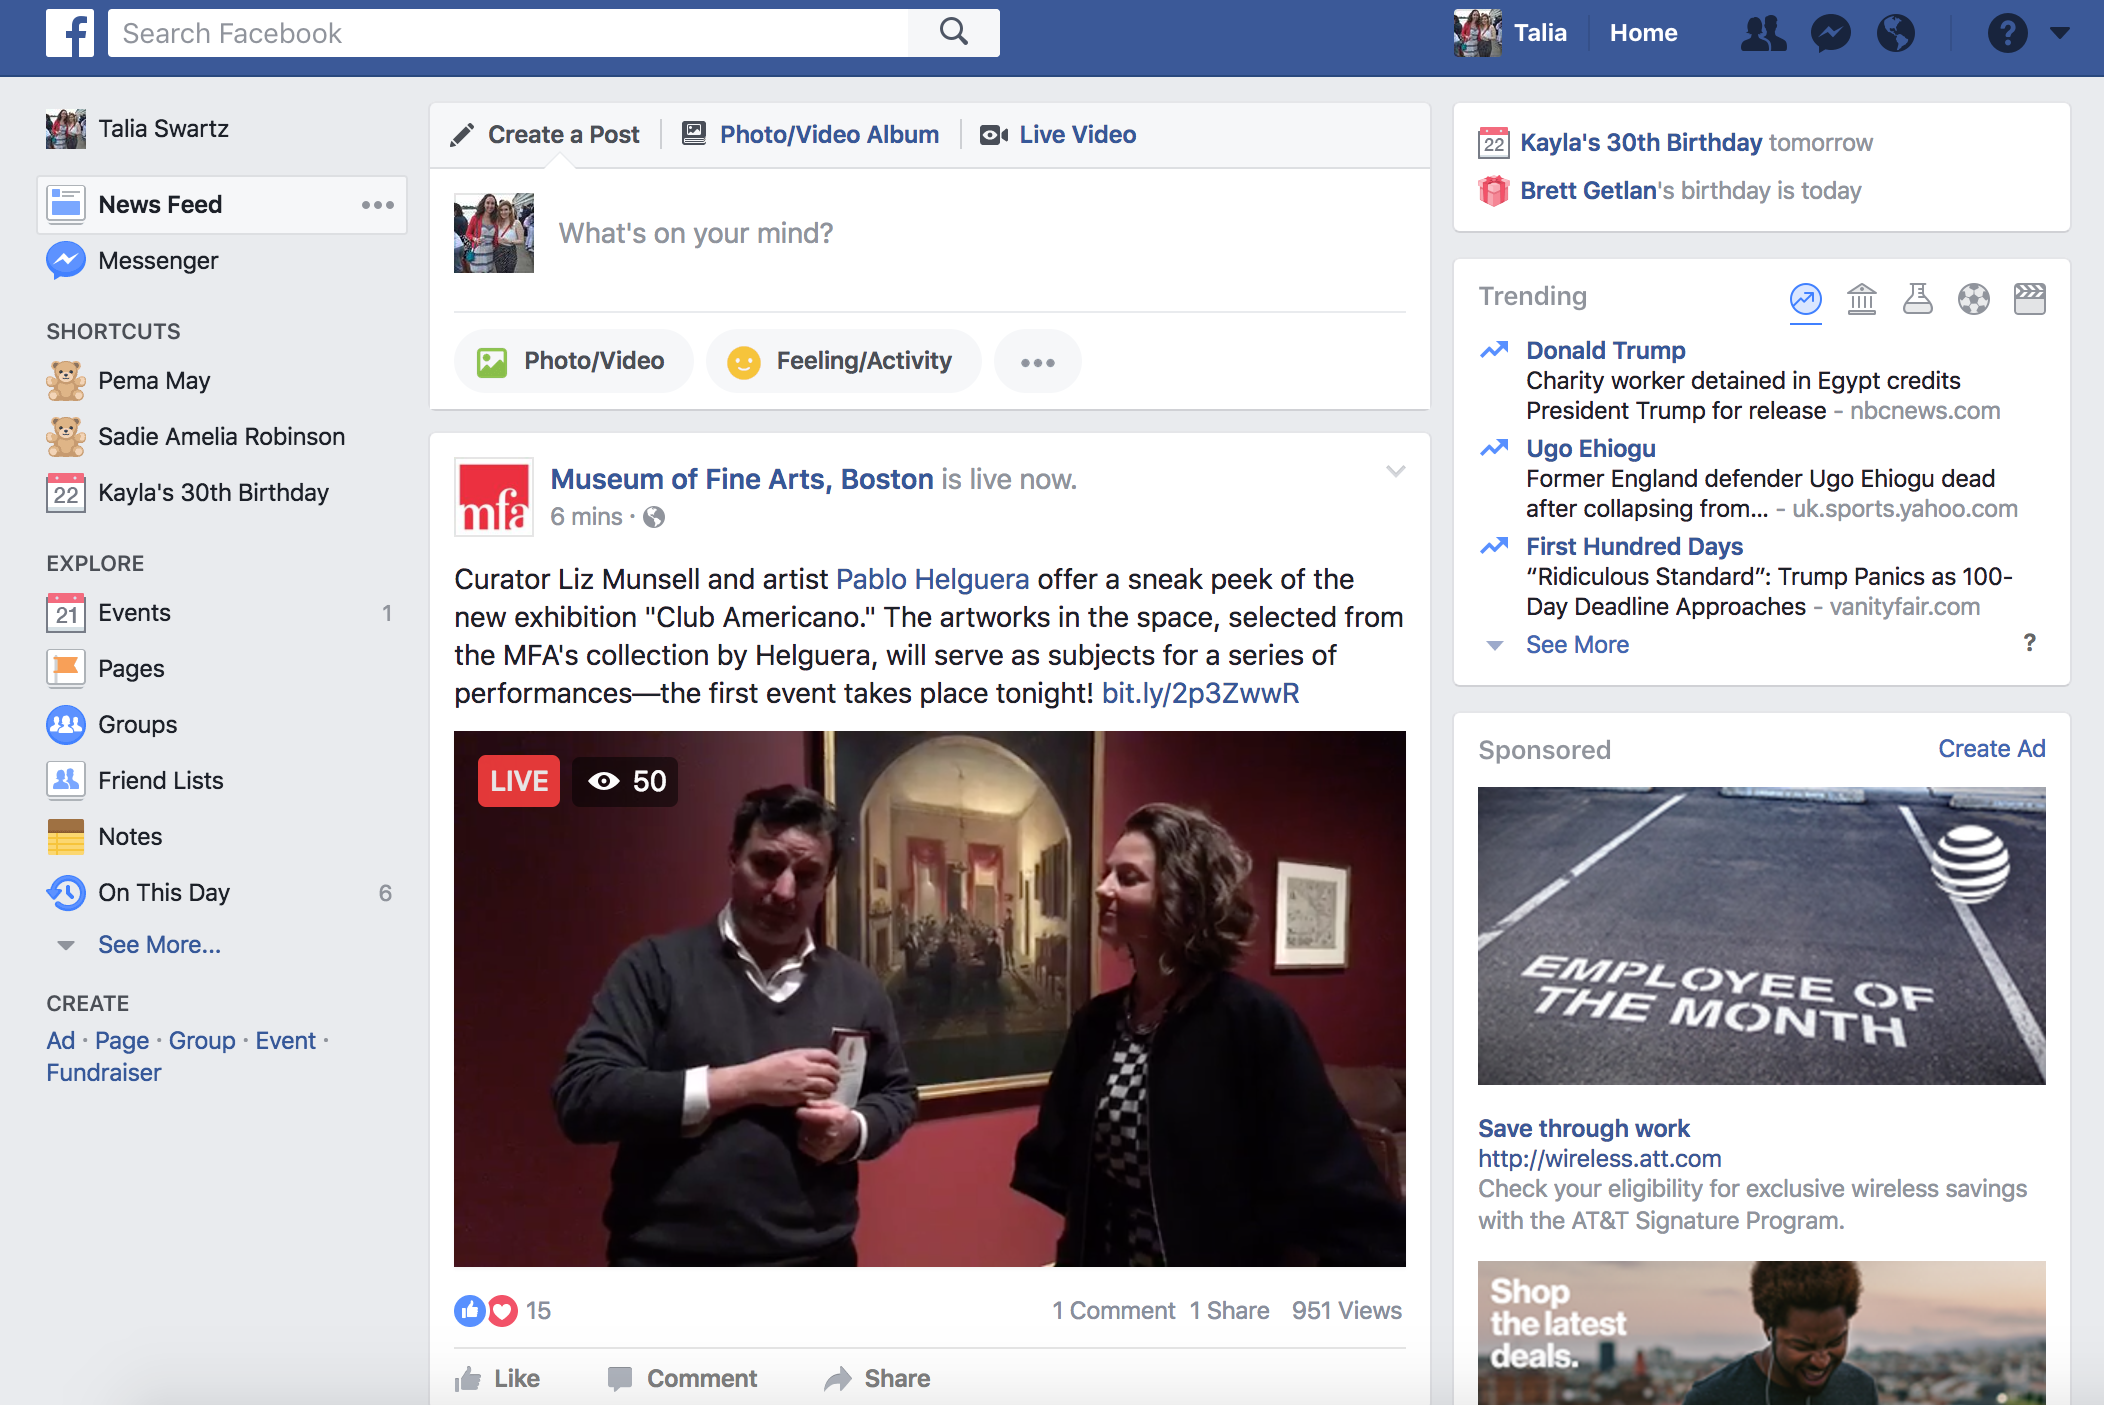 Search Facebook
Talia
Home
?
Talia Swartz
News Feed
Messenger
SHORTCUTS
Pema May
Sadie Amelia Robinson
22 Kayla's 30th Birthday
EXPLORE
21 Events 1
Pages
Groups
Friend Lists
Notes
On This Day 6
See More...
CREATE
Ad · Page · Group · Event ·
Fundraiser
Create a Post
Photo/Video Album
Live Video
What's on your mind?
Photo/Video
Feeling/Activity
mfa
Museum of Fine Arts, Boston is live now.
6 mins ·
Curator Liz Munsell and artist Pablo Helguera offer a sneak peek of the
new exhibition "Club Americano." The artworks in the space, selected from
the MFA's collection by Helguera, will serve as subjects for a series of
performances—the first event takes place tonight! bit.ly/2p3ZwwR
LIVE 50
15
1 Comment 1 Share 951 Views
Like Comment Share
22 Kayla's 30th Birthday tomorrow
Brett Getlan's birthday is today
Trending
Donald Trump
Charity worker detained in Egypt credits
President Trump for release - nbcnews.com
Ugo Ehiogu
Former England defender Ugo Ehiogu dead
after collapsing from... - uk.sports.yahoo.com
First Hundred Days
“Ridiculous Standard”: Trump Panics as 100-
Day Deadline Approaches - vanityfair.com
See More ?
Sponsored Create Ad
EMPLOYEE OF
THE MONTH
Save through work
http://wireless.att.com
Check your eligibility for exclusive wireless savings
with the AT&T Signature Program.
Shop
the latest
deals.